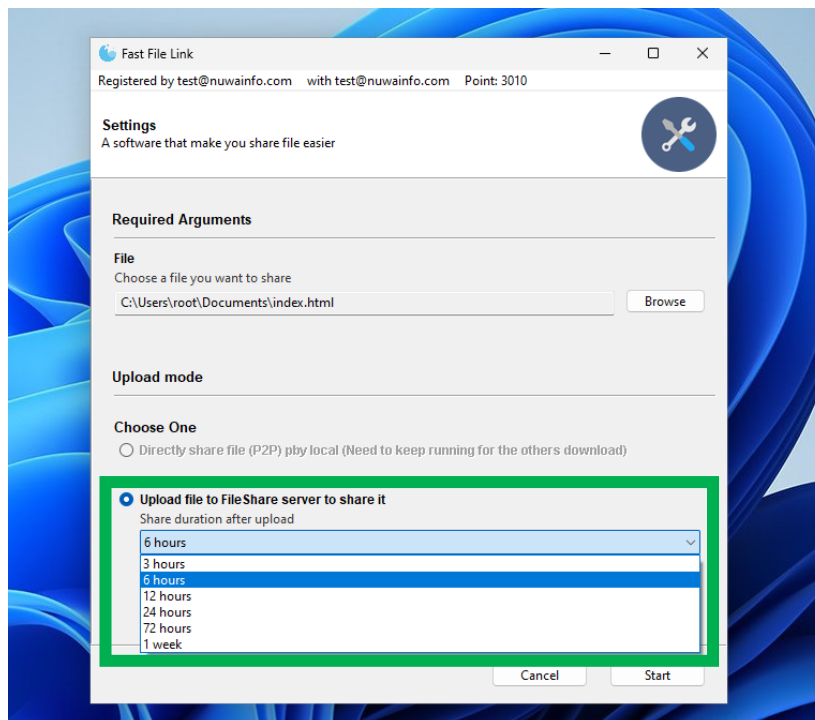 Fast File Link
Registered by test@nuwainfo.com with test@nuwainfo.com Point: 3010
Settings
A software that make you share file easier
Required Arguments
File
Choose a file you want to share
C:\Users\root\Documents\index.html
Browse
Upload mode
Choose One
Directly share file (P2P) pby local (Need to keep running for the others download)
Upload file to FileShare server to share it
Share duration after upload
6 hours
3 hours
6 hours
12 hours
24 hours
72 hours
1 week
Cancel Start